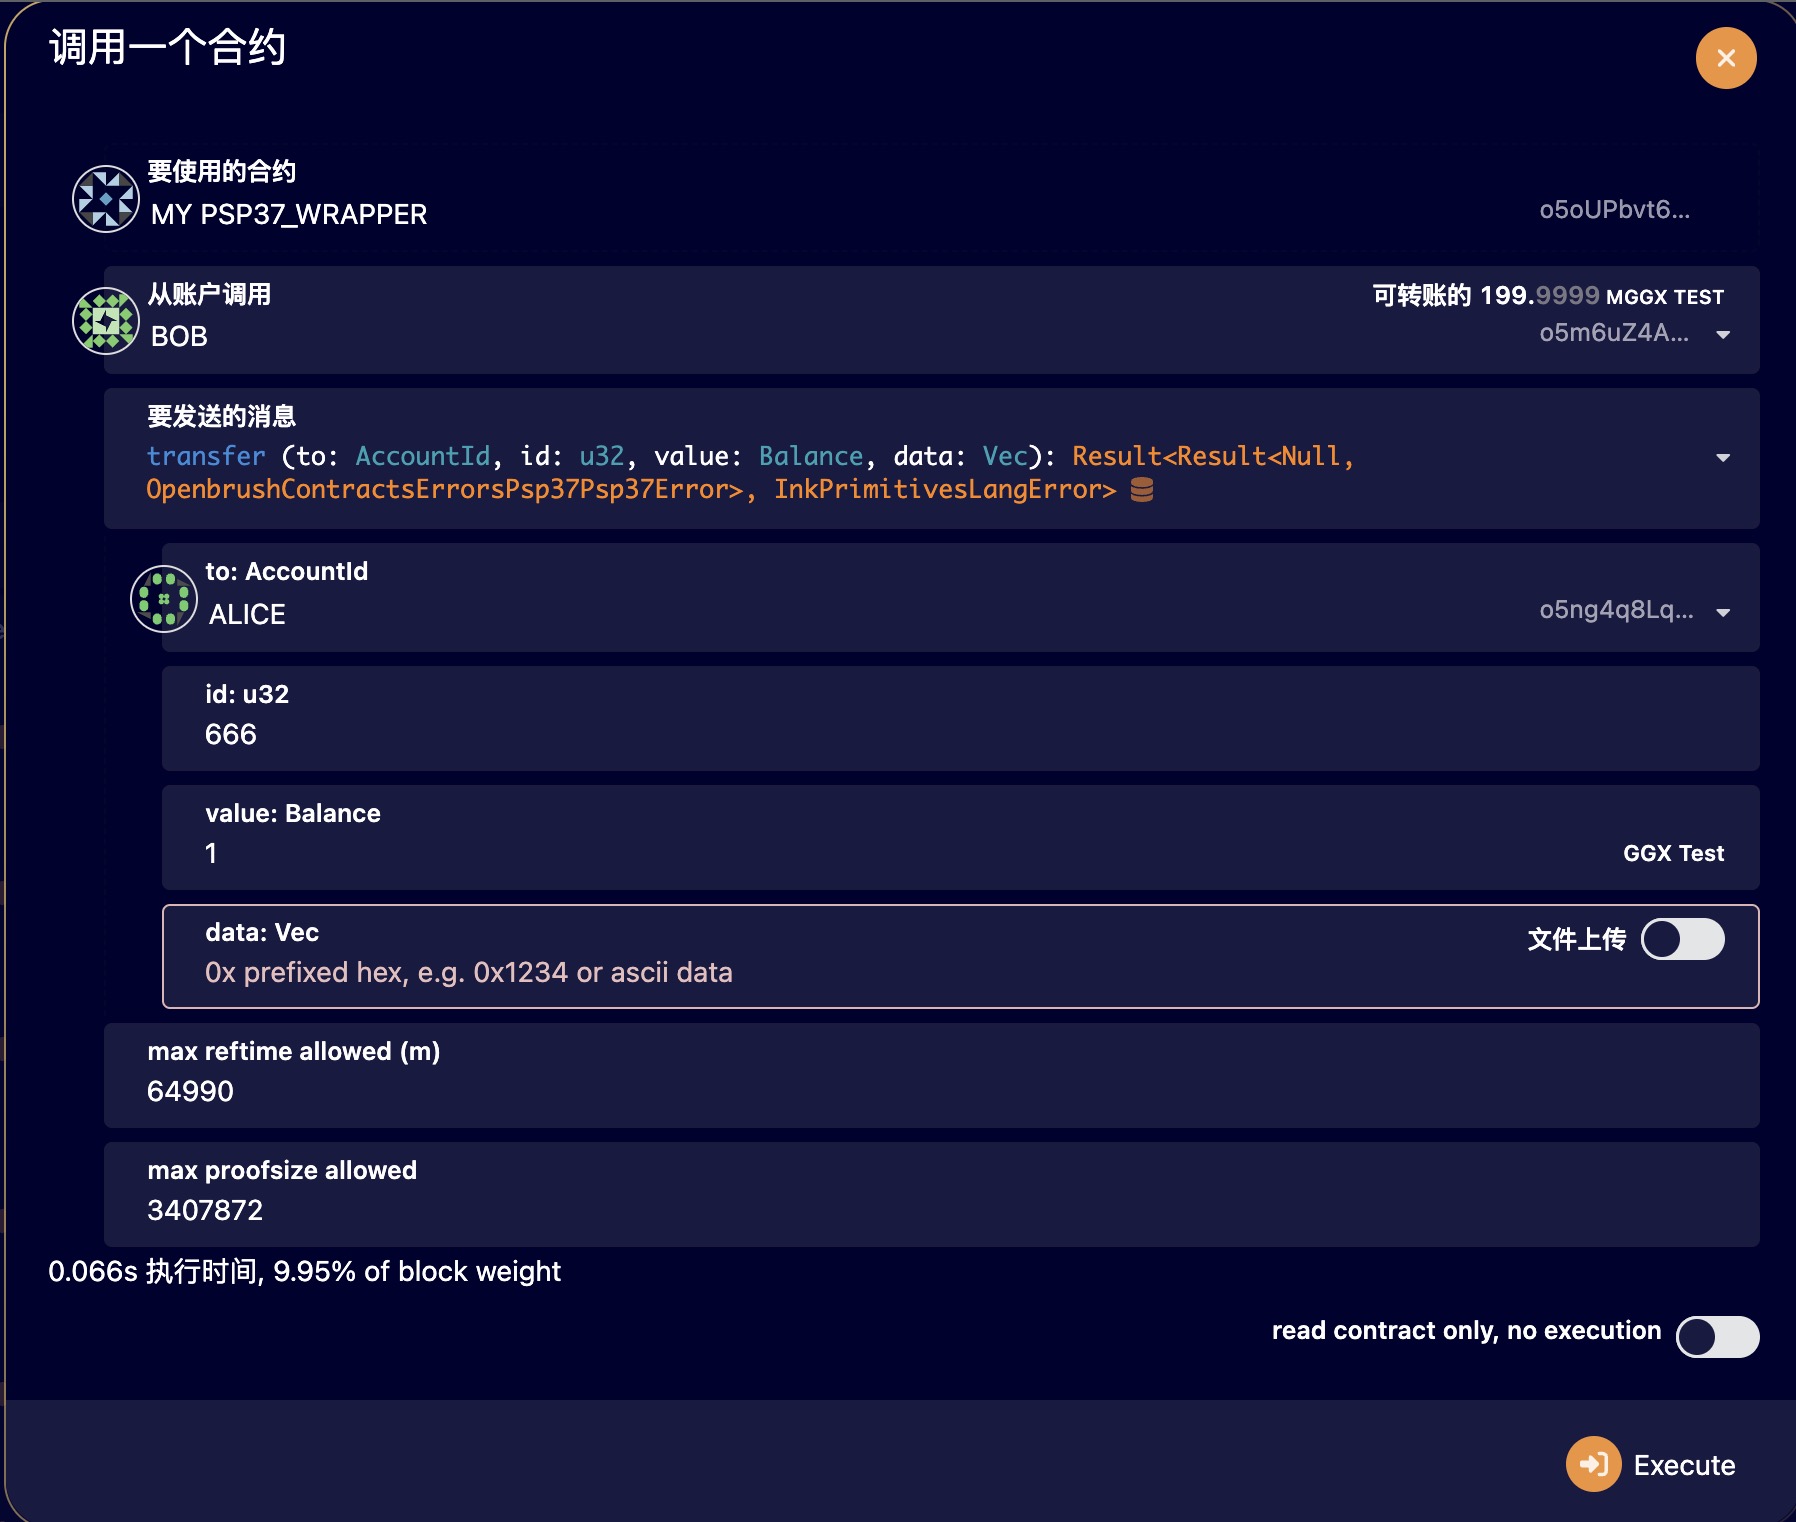 调用一个合约
要使用的合约
MY PSP37_WRAPPER
o5oUPbvt6...
从账户调用
可转账的 199.9999 MGGX TEST
BOB
o5m6uZ4A...
要发送的消息
transfer (to: AccountId, id: u32, value: Balance, data: Vec): Result<Result<Null,
OpenbrushContractsErrorsPsp37Psp37Error>, InkPrimitivesLangError>
to: AccountId
ALICE
o5ng4q8Lq...
id: u32
666
value: Balance
1
GGX Test
data: Vec
文件上传
0x prefixed hex, e.g. 0x1234 or ascii data
max reftime allowed (m)
64990
max proofsize allowed
3407872
0.066s 执行时间, 9.95% of block weight
read contract only, no execution
Execute